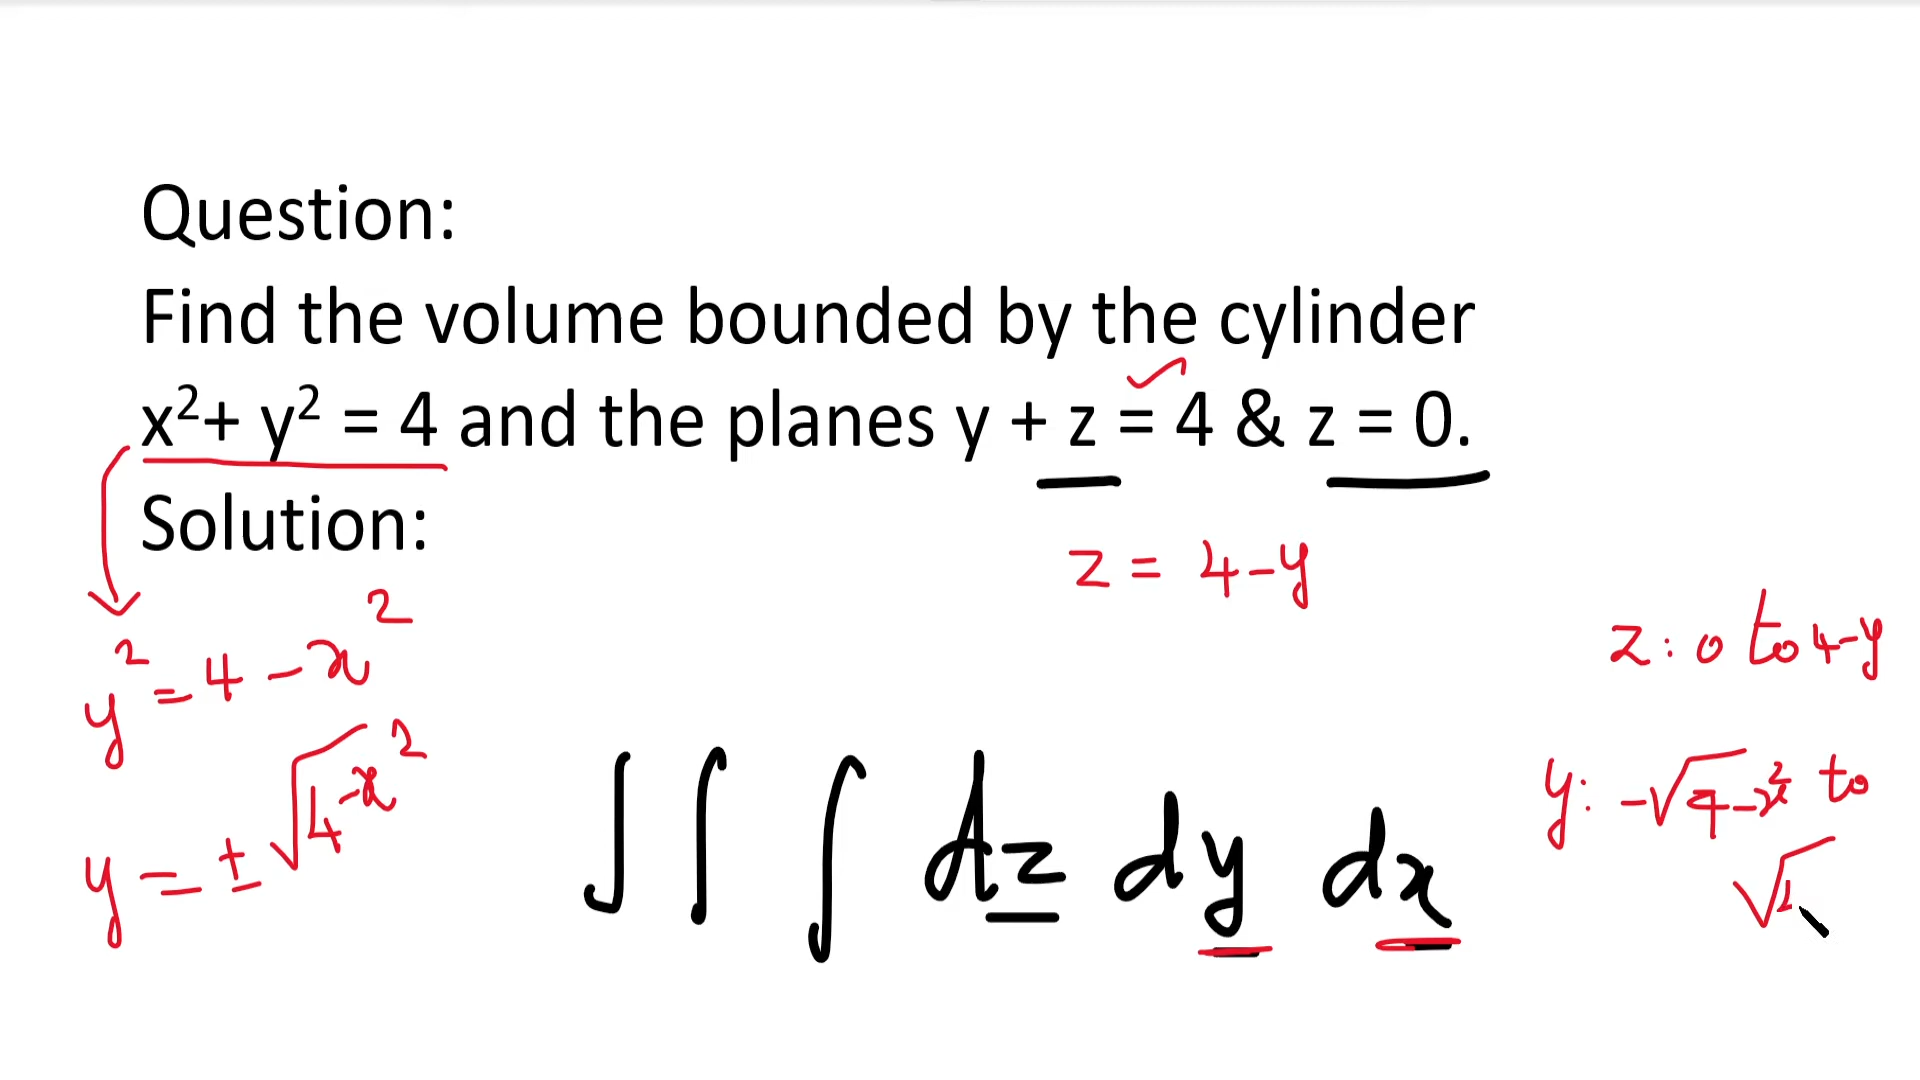 Question:
Find the volume bounded by the cylinder
x²+ y² = 4 and the planes y + z = 4 & z = 0.
Solution:
z = 4-y
z: 0 to 4-y
y² = 4 - x²
y = ± √4-x²
∫ ∫ ∫ dz dy dx
y: -√4-x² to
√